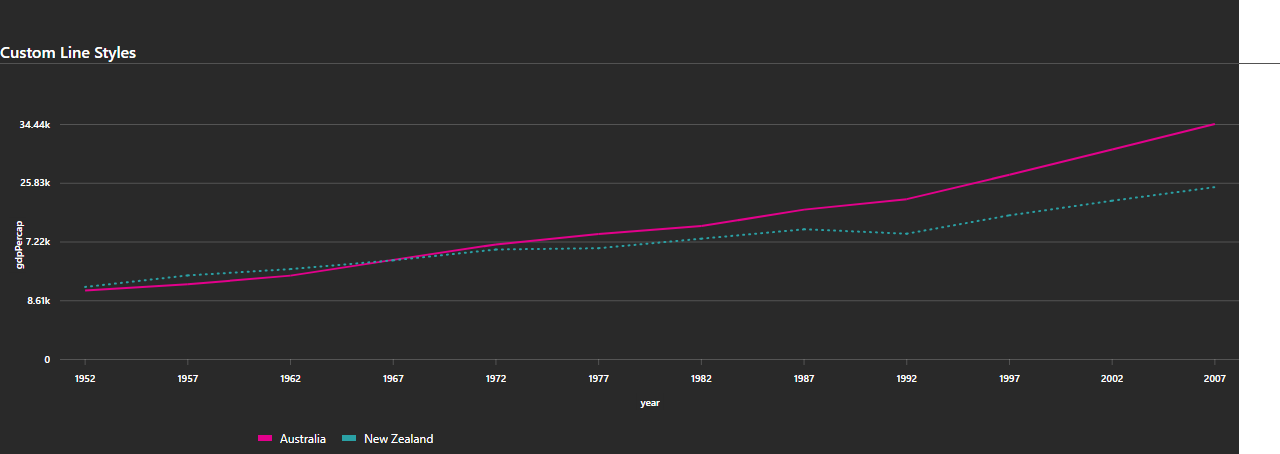 Custom Line Styles
34.44k
25.83k
gdpPercap
7.22k
8.61k
0
1952 1957 1962 1967 1972 1977 1982 1987 1992 1997 2002 2007
year
Australia New Zealand